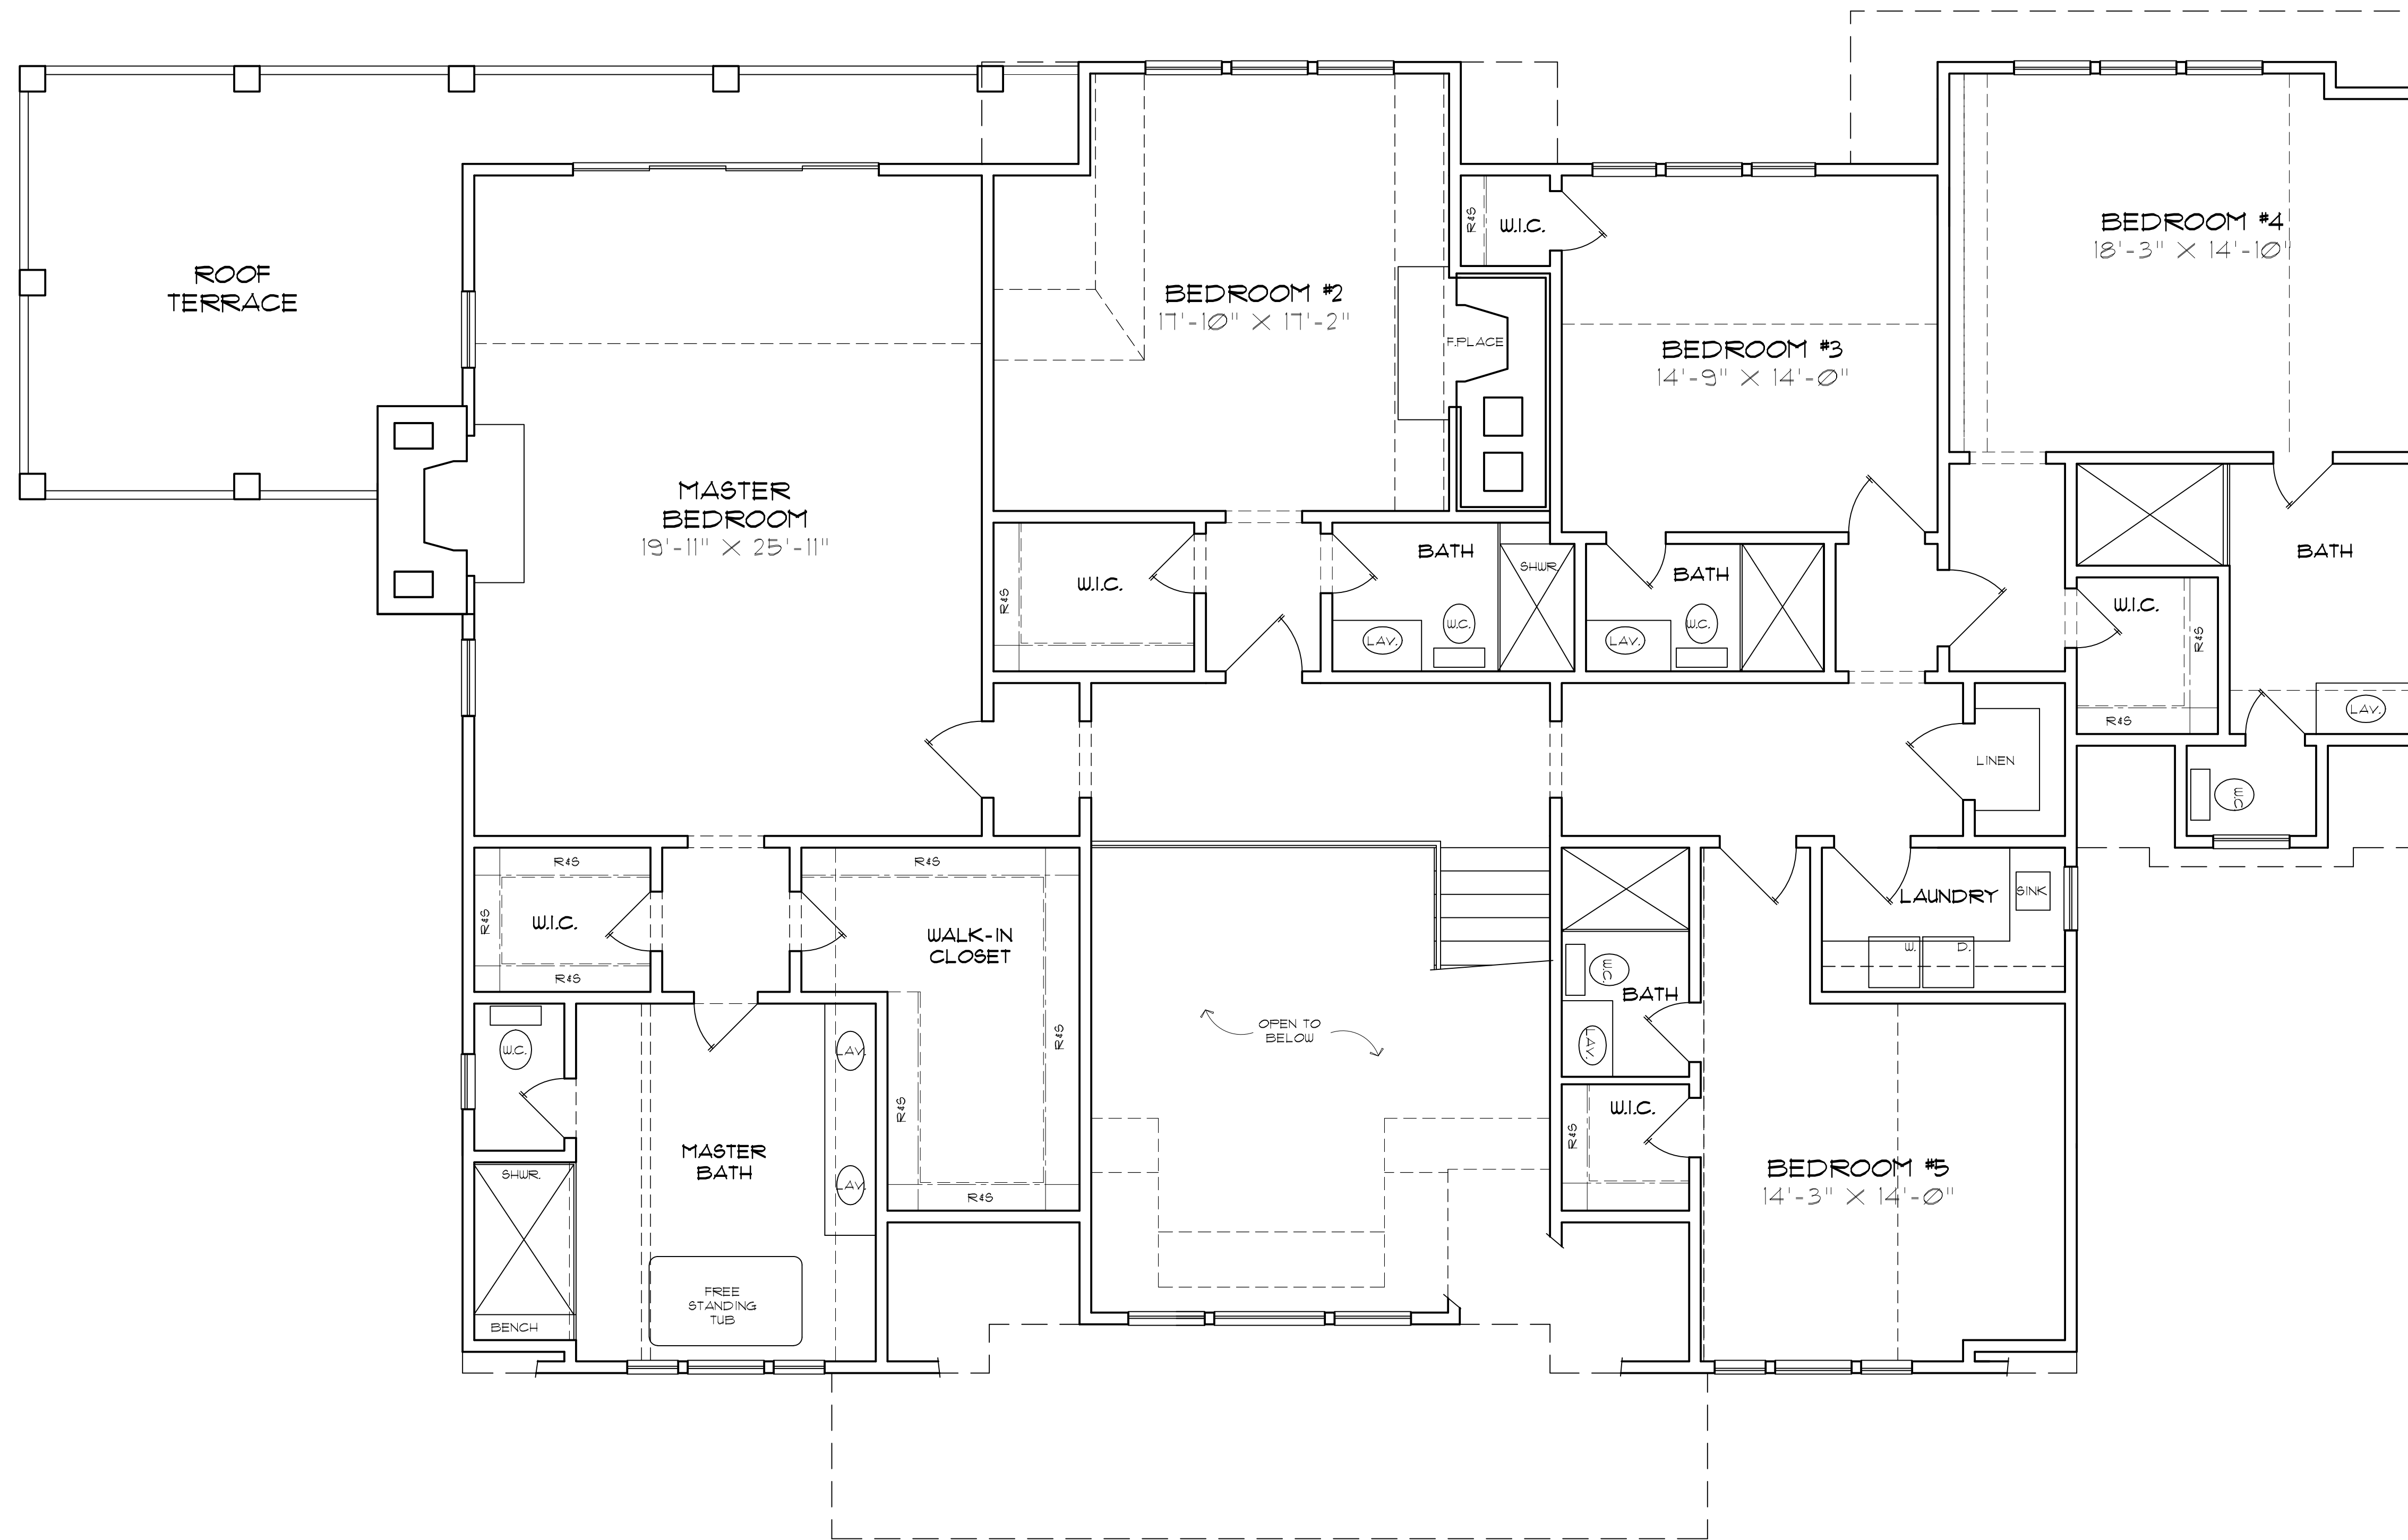 ROOF
TERRACE
MASTER
BEDROOM
19'-11" X 25'-11"
BEDROOM #2
17'-10" X 17'-2"
F.PLACE
R&S
W.I.C.
BEDROOM #3
14'-9" X 14'-0"
BEDROOM #4
18'-3" X 14'-10"
R&S
W.I.C.
BATH
SHWR.
LAV.
W.C.
BATH
LAV.
W.C.
BATH
W.I.C.
R&S
R&S
LAV.
W.C.
LINEN
R&S
R&S
W.I.C.
R&S
R&S
WALK-IN
CLOSET
R&S
R&S
R&S
W.C.
LAV.
LAV.
MASTER
BATH
SHWR.
BENCH
FREE
STANDING
TUB
OPEN TO
BELOW
LAUNDRY
SINK
W.
D.
W.C.
BATH
LAV.
W.I.C.
R&S
BEDROOM #5
14'-3" X 14'-0"